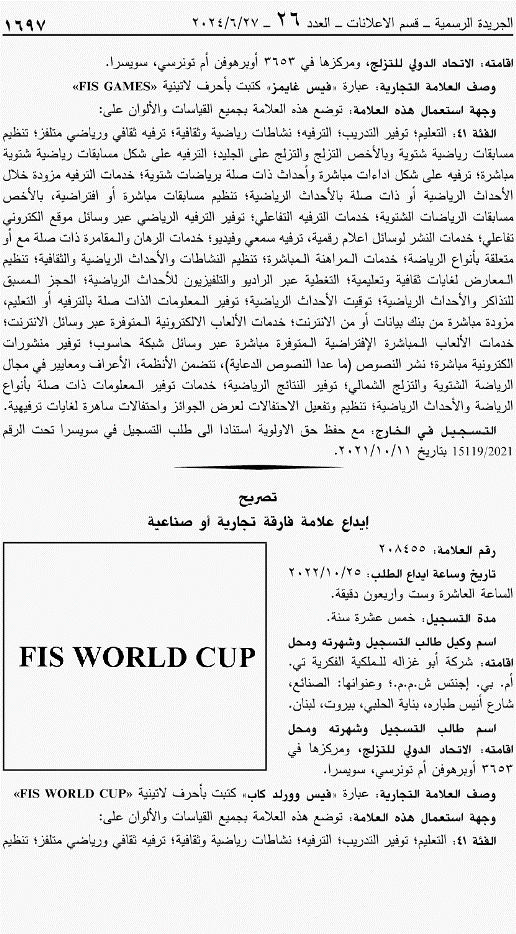 الجريدة الرسمية ــ قسم الاعلانات ــ العدد ٢٦ ــ ٢٠٢٤/٦/٢٧
١٦٩٧
اقامته: الاتحاد الدولي للتزلج، ومركزها في ٣٦٥٣ أوبرهوفن أم تونرسي، سويسرا.
وصف العلامة التجارية: عبارة «فيس غايمز» كتبت بأحرف لاتينية «FIS GAMES»
وجهة استعمال هذه العلامة: توضع هذه العلامة بجميع القياسات والألوان على:
الفئة ٤١: التعليم؛ توفير التدريب؛ الترفيه؛ نشاطات رياضية وثقافية؛ ترفيه ثقافي ورياضي متلفز؛ تنظيم
مسابقات رياضية شتوية وبالأخص التزلج والتزلج على الجليد؛ الترفيه على شكل مسابقات رياضية شتوية
مباشرة؛ ترفيه على شكل اداءات مباشرة وأحداث ذات صلة برياضات شتوية؛ خدمات الترفيه مزودة خلال
الأحداث الرياضية أو ذات صلة بالأحداث الرياضية؛ تنظيم مسابقات مباشرة أو افتراضية، بالأخص
مسابقات الرياضات الشتوية؛ خدمات الترفيه التفاعلي؛ توفير الترفيه الرياضي عبر وسائل موقع الكتروني
تفاعلي؛ خدمات النشر لوسائل اعلام رقمية، ترفيه سمعي وفيديو؛ خدمات الرهان والمقامرة ذات صلة مع أو
متعلقة بأنواع الرياضة؛ خدمات المراهنة المباشرة؛ تنظيم النشاطات والأحداث الرياضية والثقافية؛ تنظيم
المعارض لغايات ثقافية وتعليمية؛ التغطية عبر الراديو والتلفيزيون للأحداث الرياضية؛ الحجز المسبق
للتذاكر والأحداث الرياضية؛ توقيت الأحداث الرياضية؛ توفير المعلومات الذات صلة بالترفيه أو التعليم،
مزودة مباشرة من بنك بيانات أو من الانترنت؛ خدمات الألعاب الالكترونية المتوفرة عبر وسائل الانترنت؛
خدمات الألعاب المباشرة الإفتراضية المتوفرة مباشرة عبر وسائل شبكة حاسوب؛ توفير منشورات
الكترونية مباشرة؛ نشر النصوص (ما عدا النصوص الدعاية)، تتضمن الأنظمة، الأعراف ومعايير في مجال
الرياضة الشتوية والتزلج الشمالي؛ توفير النتائج الرياضية؛ خدمات توفير المعلومات ذات صلة بأنواع
الرياضة والأحداث الرياضية؛ تنظيم وتفعيل الاحتفالات لعرض الجوائز واحتفالات ساهرة لغايات ترفيهية.
التسجيل في الخارج: مع حفظ حق الاولوية استنادا الى طلب التسجيل في سويسرا تحت الرقم
15119/2021 بتاريخ ٢٠٢١/١٠/١١.
تصريح
إيداع علامة فارقة تجارية أو صناعية
رقم العلامة: ٢٠٨٤٥٥
تاريخ وساعة ايداع الطلب: ٢٠٢٢/١٠/٢٥
الساعة العاشرة وست واربعون دقيقة.
مدة التسجيل: خمس عشرة سنة.
اسم وكيل طالب التسجيل وشهرته ومحل
اقامته: شركة أبو غزاله للملكية الفكرية تي.
أم. بي. إجنتس ش.م.م.؛ وعنوانها: الصنائع،
شارع أنيس طباره، بناية الحلبي، بيروت، لبنان.
اسم طالب التسجيل وشهرته ومحل
اقامته: الاتحاد الدولي للتزلج، ومركزها في
٣٦٥٣ أوبرهوفن أم تونرسي، سويسرا.
FIS WORLD CUP
وصف العلامة التجارية: عبارة «فيس وورلد كاب» كتبت بأحرف لاتينية «FIS WORLD CUP»
وجهة استعمال هذه العلامة: توضع هذه العلامة بجميع القياسات والألوان على:
الفئة ٤١: التعليم؛ توفير التدريب؛ الترفيه؛ نشاطات رياضية وثقافية؛ ترفيه ثقافي ورياضي متلفز؛ تنظيم